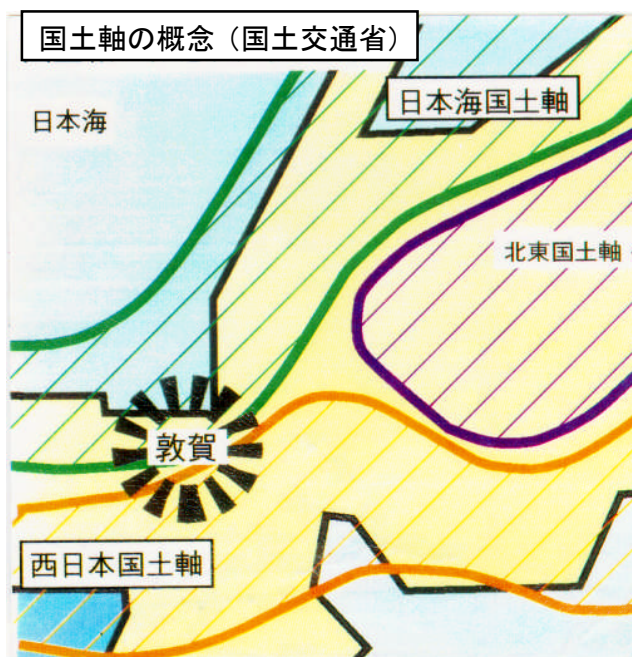 国土軸の概念（国土交通省）
日本海
日本海国土軸
北東国土軸
敦賀
西日本国土軸